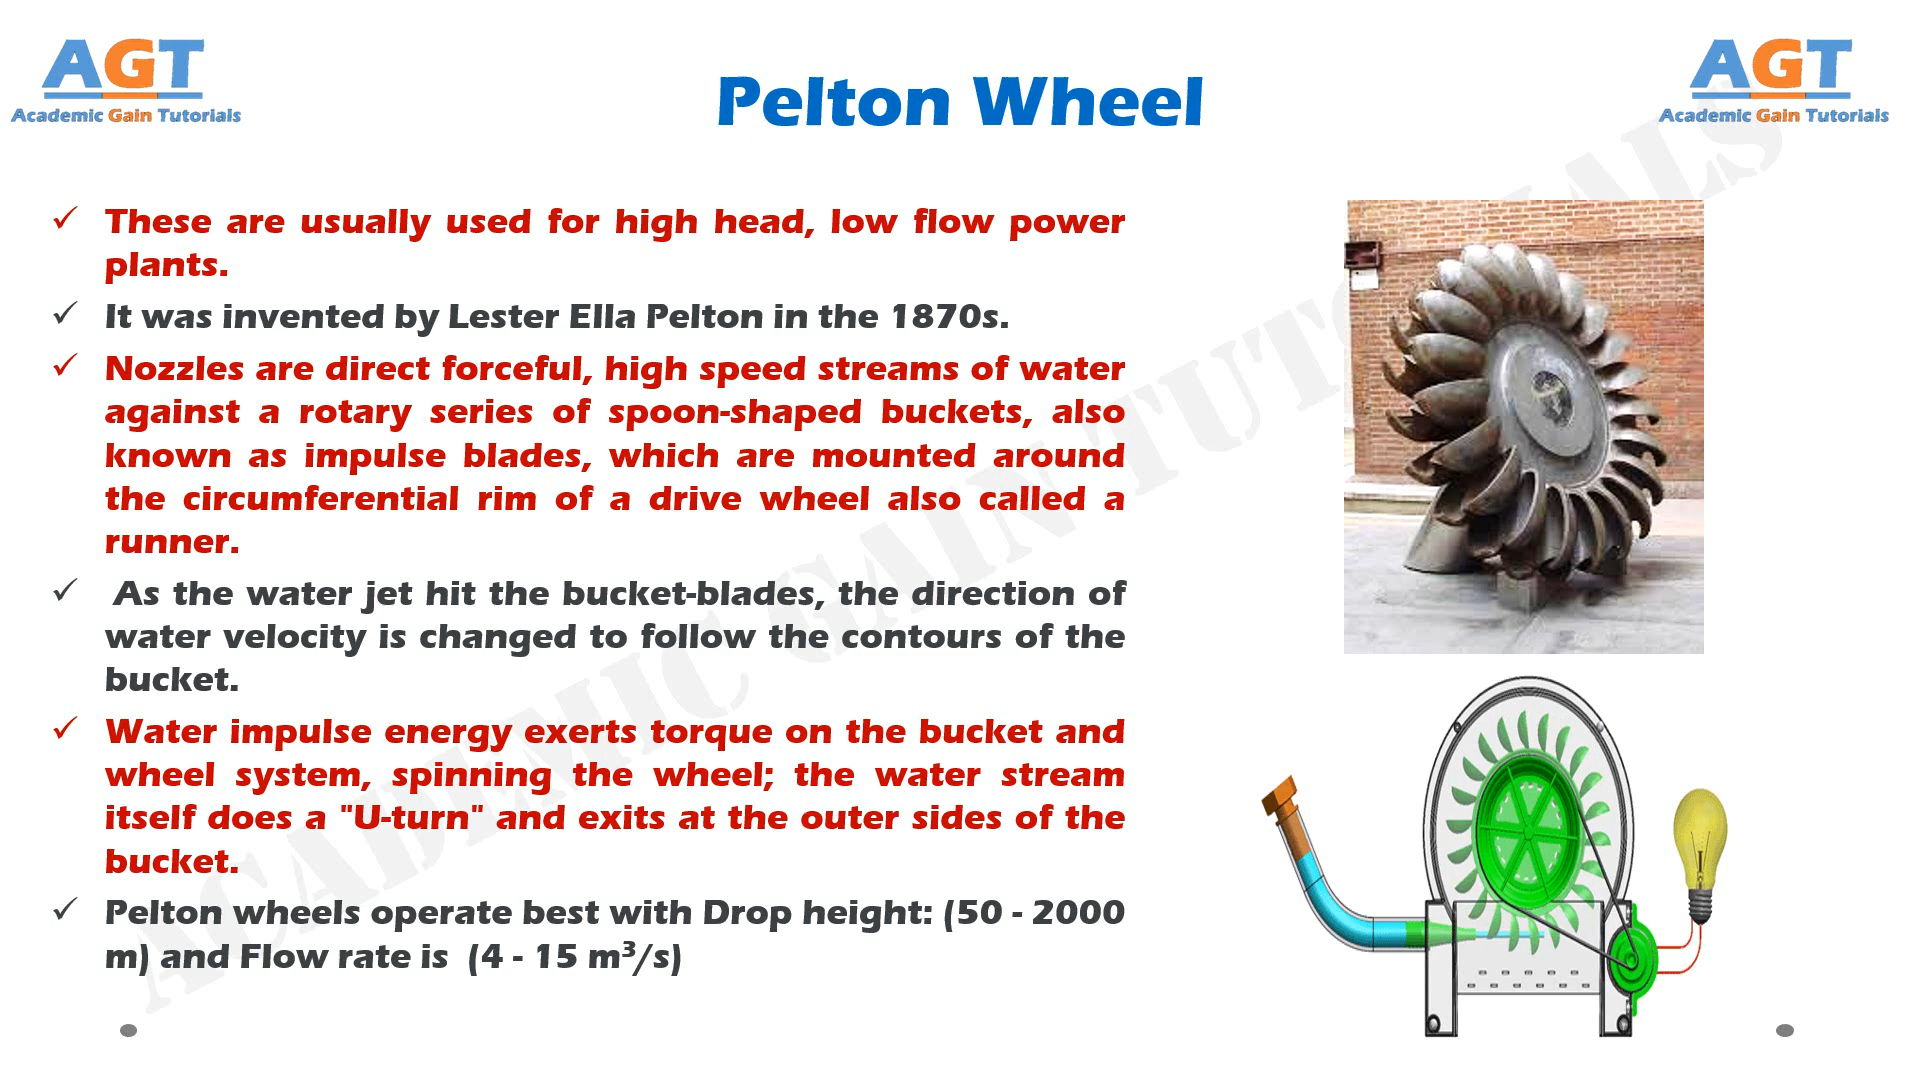 AGT
Academic Gain Tutorials
Pelton Wheel
AGT
Academic Gain Tutorials
ACADEMIC GAIN TUTORIALS
✓ These are usually used for high head, low flow power
plants.
✓ It was invented by Lester Ella Pelton in the 1870s.
✓ Nozzles are direct forceful, high speed streams of water
against a rotary series of spoon-shaped buckets, also
known as impulse blades, which are mounted around
the circumferential rim of a drive wheel also called a
runner.
✓ As the water jet hit the bucket-blades, the direction of
water velocity is changed to follow the contours of the
bucket.
✓ Water impulse energy exerts torque on the bucket and
wheel system, spinning the wheel; the water stream
itself does a "U-turn" and exits at the outer sides of the
bucket.
✓ Pelton wheels operate best with Drop height: (50 - 2000
m) and Flow rate is (4 - 15 m³/s)